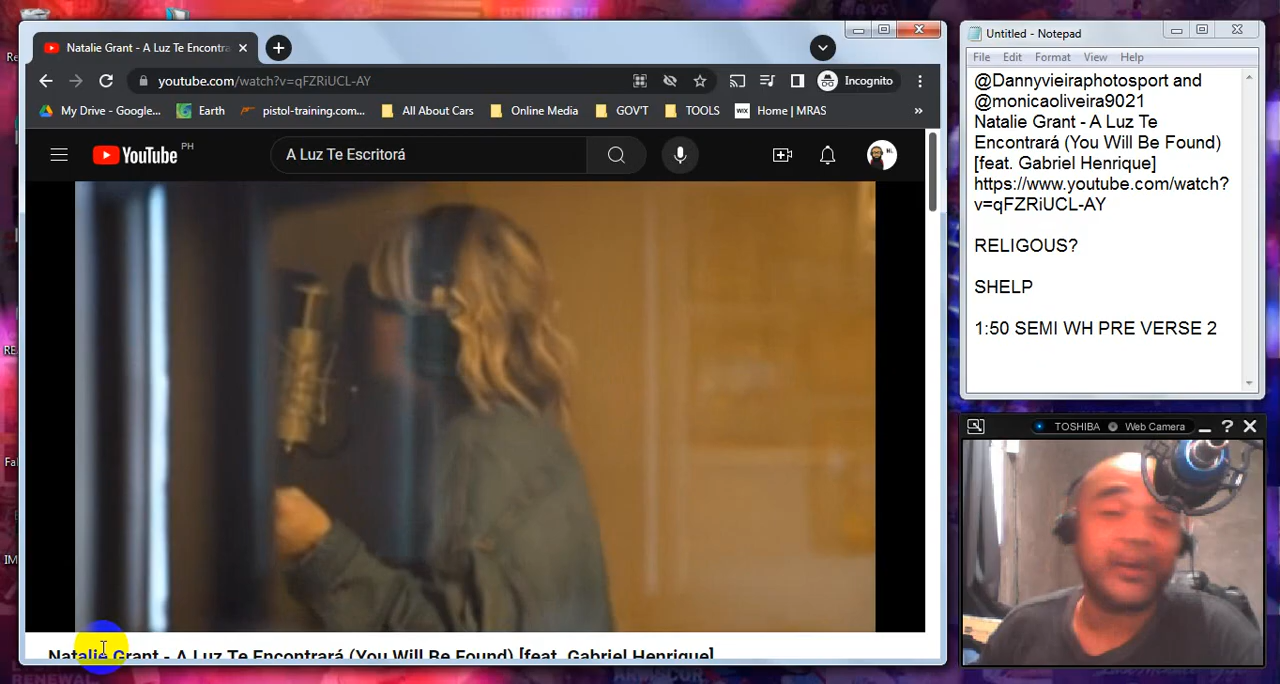 Natalie Grant - A Luz Te Encontra
youtube.com/watch?v=qFZRiUCL-AY
Incognito
My Drive - Google...
Earth
pistol-training.com...
All About Cars
Online Media
GOV'T
TOOLS
WIX
Home | MRAS
»
YouTube PH
A Luz Te Escritorá
Natalie Grant - A Luz Te Encontrará (You Will Be Found) [feat. Gabriel Henrique]
Untitled - Notepad
File Edit Format View Help
@Dannyvieiraphotosport and
@monicaoliveira9021
Natalie Grant - A Luz Te
Encontrará (You Will Be Found)
[feat. Gabriel Henrique]
https://www.youtube.com/watch?
v=qFZRiUCL-AY
RELIGOUS?
SHELP
1:50 SEMI WH PRE VERSE 2
TOSHIBA Web Camera
RENEWAL.